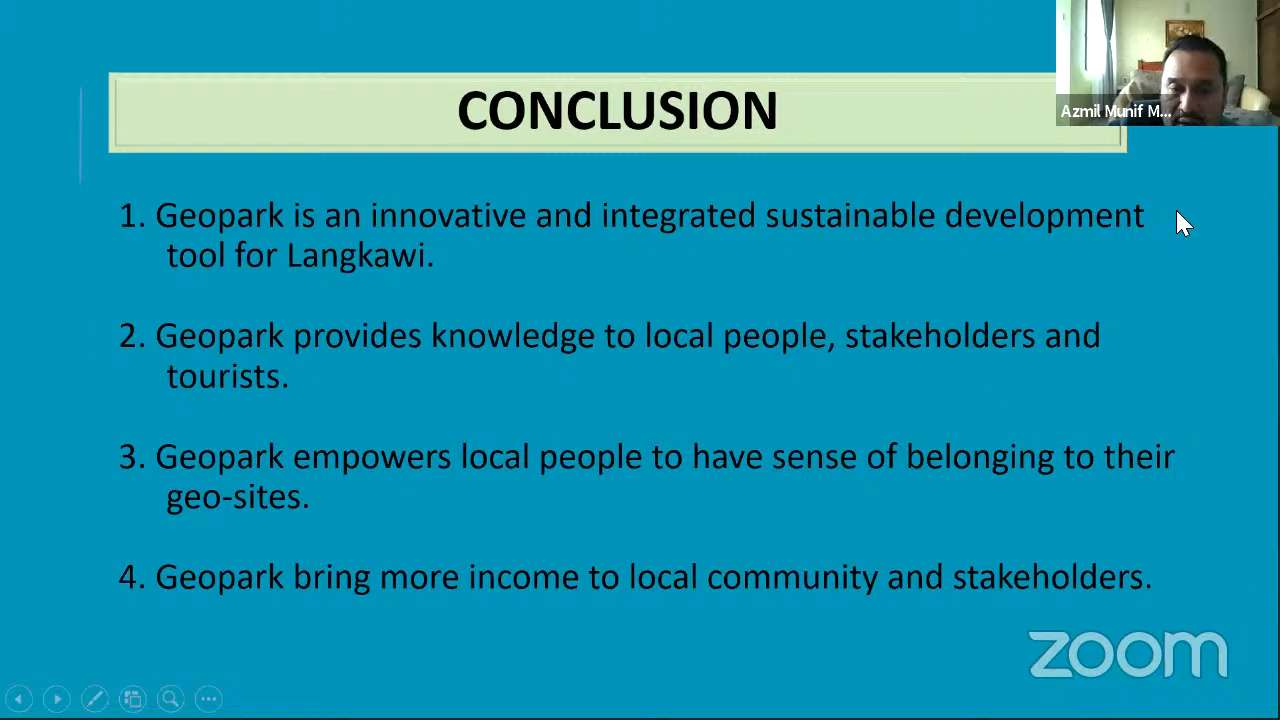 CONCLUSION
Azmil Munif M...
1. Geopark is an innovative and integrated sustainable development
tool for Langkawi.
2. Geopark provides knowledge to local people, stakeholders and
tourists.
3. Geopark empowers local people to have sense of belonging to their
geo-sites.
4. Geopark bring more income to local community and stakeholders.
zoom